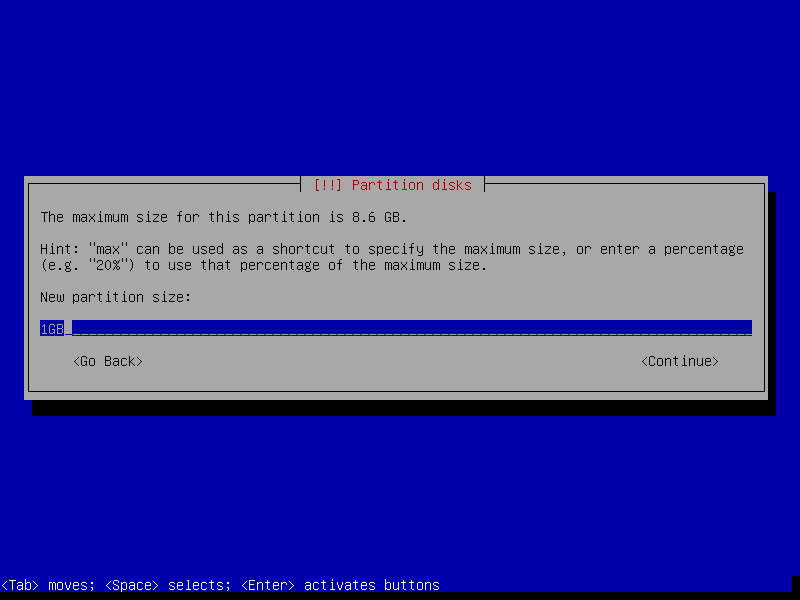 [!!] Partition disks
The maximum size for this partition is 8.6 GB.
Hint: "max" can be used as a shortcut to specify the maximum size, or enter a percentage
(e.g. "20%") to use that percentage of the maximum size.
New partition size:
1GB
<Go Back> <Continue>
<Tab> moves; <Space> selects; <Enter> activates buttons